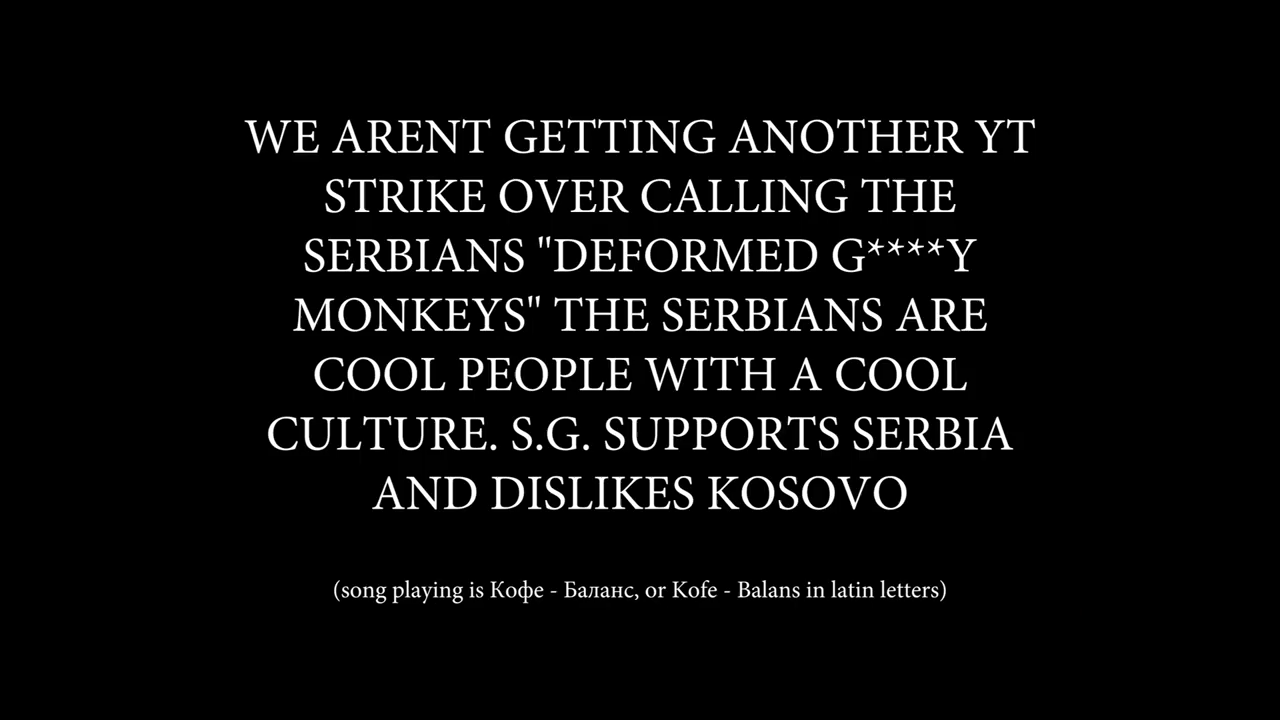 WE ARENT GETTING ANOTHER YT
STRIKE OVER CALLING THE
SERBIANS "DEFORMED G****Y
MONKEYS" THE SERBIANS ARE
COOL PEOPLE WITH A COOL
CULTURE. S.G. SUPPORTS SERBIA
AND DISLIKES KOSOVO
(song playing is Кофе - Баланс, or Kofe - Balans in latin letters)